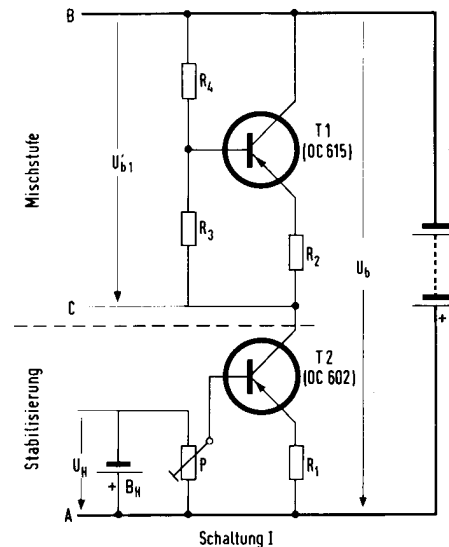 B
R4
T1
(OC 615)
Mischstufe
U'b1
R3
R2
Ub
C
+
T2
(OC 602)
Stabilisierung
UH
P
R1
+ BH
A
Schaltung I